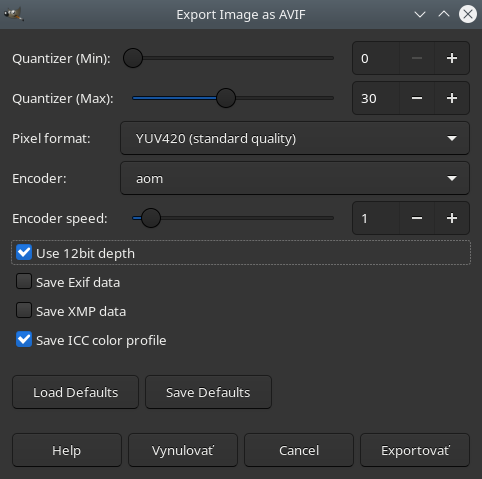 Export Image as AVIF
Quantizer (Min): 0
Quantizer (Max): 30
Pixel format: YUV420 (standard quality)
Encoder: aom
Encoder speed: 1
Use 12bit depth
Save Exif data
Save XMP data
Save ICC color profile
Load Defaults Save Defaults
Help Vynulovať Cancel Exportovať